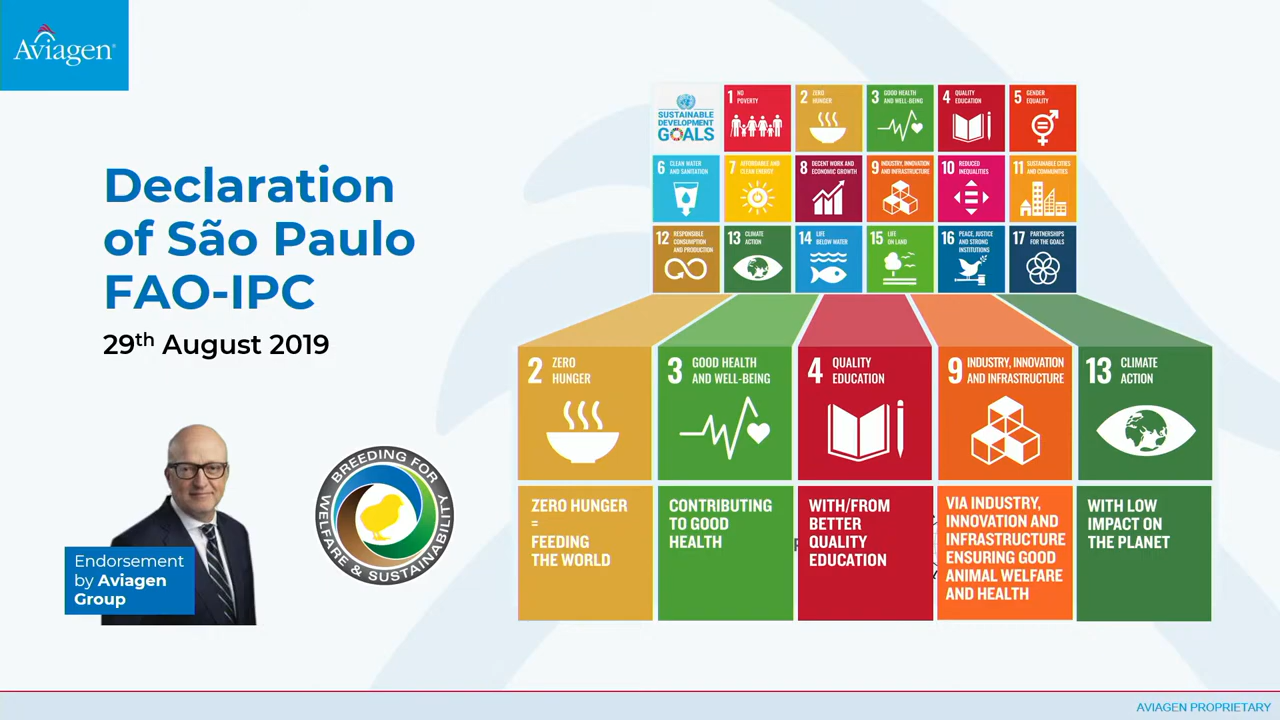 Aviagen®
Declaration
of São Paulo
FAO-IPC
29th August 2019
Endorsement
by Aviagen
Group
BREEDING FOR
WELFARE & SUSTAINABILITY
SUSTAINABLE
DEVELOPMENT
GOALS
1 NO
POVERTY
2 ZERO
HUNGER
3 GOOD HEALTH
AND WELL-BEING
4 QUALITY
EDUCATION
5 GENDER
EQUALITY
6 CLEAN WATER
AND SANITATION
7 AFFORDABLE AND
CLEAN ENERGY
8 DECENT WORK AND
ECONOMIC GROWTH
9 INDUSTRY, INNOVATION
AND INFRASTRUCTURE
10 REDUCED
INEQUALITIES
11 SUSTAINABLE CITIES
AND COMMUNITIES
12 RESPONSIBLE
CONSUMPTION
AND PRODUCTION
13 CLIMATE
ACTION
14 LIFE
BELOW WATER
15 LIFE
ON LAND
16 PEACE, JUSTICE
AND STRONG
INSTITUTIONS
17 PARTNERSHIPS
FOR THE GOALS
2 ZERO
HUNGER
3 GOOD HEALTH
AND WELL-BEING
4 QUALITY
EDUCATION
9 INDUSTRY, INNOVATION
AND INFRASTRUCTURE
13 CLIMATE
ACTION
ZERO HUNGER
=
FEEDING
THE WORLD
CONTRIBUTING
TO GOOD
HEALTH
WITH/FROM
BETTER
QUALITY
EDUCATION
VIA INDUSTRY,
INNOVATION AND
INFRASTRUCTURE
ENSURING GOOD
ANIMAL WELFARE
AND HEALTH
WITH LOW
IMPACT ON
THE PLANET
AVIAGEN PROPRIETARY